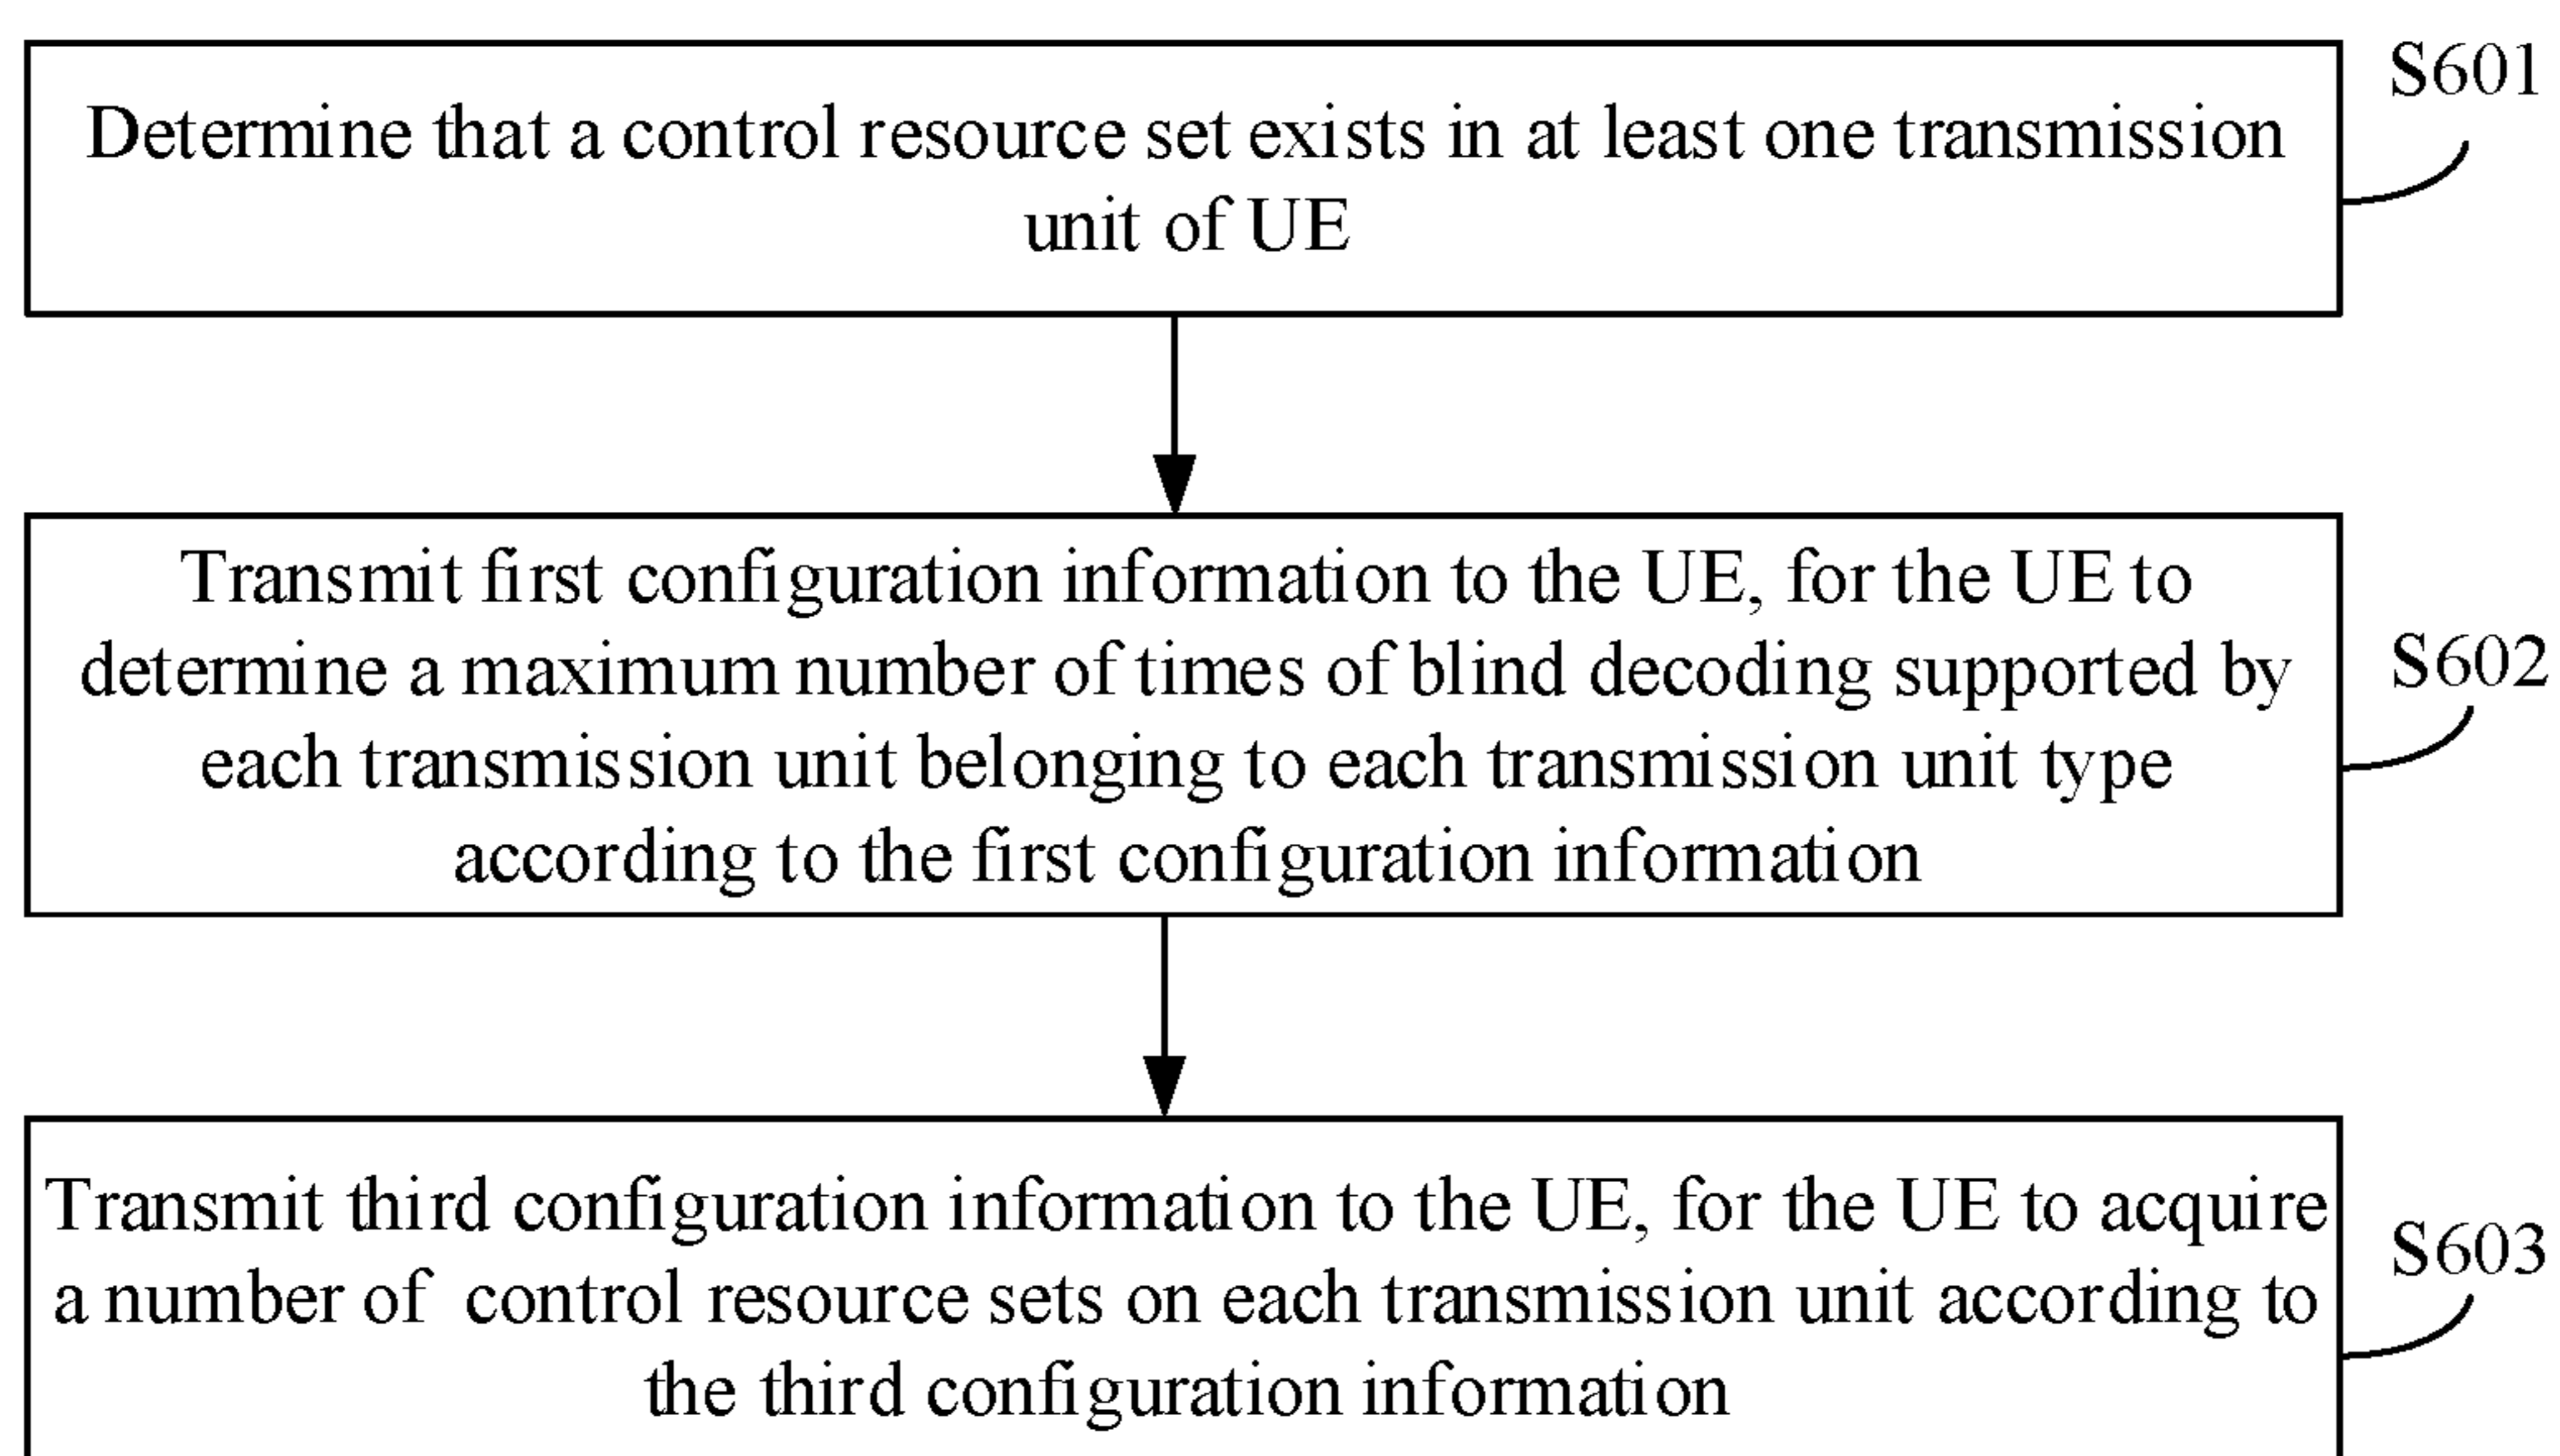 S601
Determine that a control resource set exists in at least one transmission
unit of UE
Transmit first configuration information to the UE, for the UE to
determine a maximum number of times of blind decoding supported by
S602
each transmission unit belonging to each transmission unit type
according to the first configuration information
Transmit third configuration information to the UE, for the UE to acquire
S603
a number of control resource sets on each transmission unit according to
the third configuration information